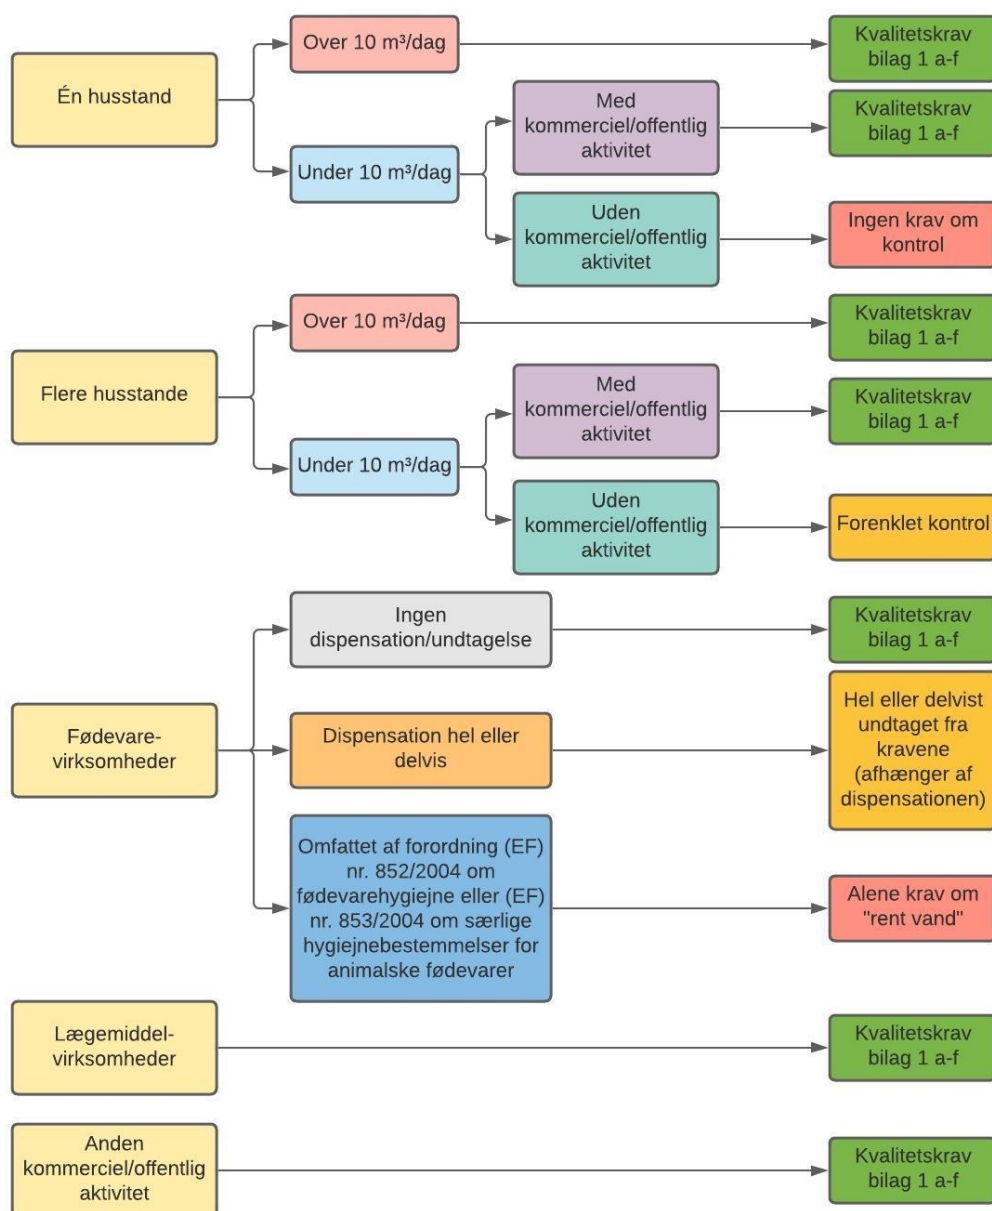 Én husstand
Over 10 m³/dag
Kvalitetskrav
bilag 1 a-f
Under 10 m³/dag
Med
kommerciel/offentlig
aktivitet
Kvalitetskrav
bilag 1 a-f
Uden
kommerciel/offentlig
aktivitet
Ingen krav om
kontrol
Flere husstande
Over 10 m³/dag
Kvalitetskrav
bilag 1 a-f
Under 10 m³/dag
Med
kommerciel/offentlig
aktivitet
Kvalitetskrav
bilag 1 a-f
Uden
kommerciel/offentlig
aktivitet
Forenklet kontrol
Fødevare-
virksomheder
Ingen
dispensation/undtagelse
Kvalitetskrav
bilag 1 a-f
Dispensation hel eller
delvis
Hel eller delvist
undtaget fra
kravene
(afhænger af
dispensationen)
Omfattet af forordning (EF)
nr. 852/2004 om
fødevarehygiejne eller (EF)
nr. 853/2004 om særlige
hygiejnebestemmelser for
animalske fødevarer
Alene krav om
"rent vand"
Lægemiddel-
virksomheder
Kvalitetskrav
bilag 1 a-f
Anden
kommerciel/offentlig
aktivitet
Kvalitetskrav
bilag 1 a-f